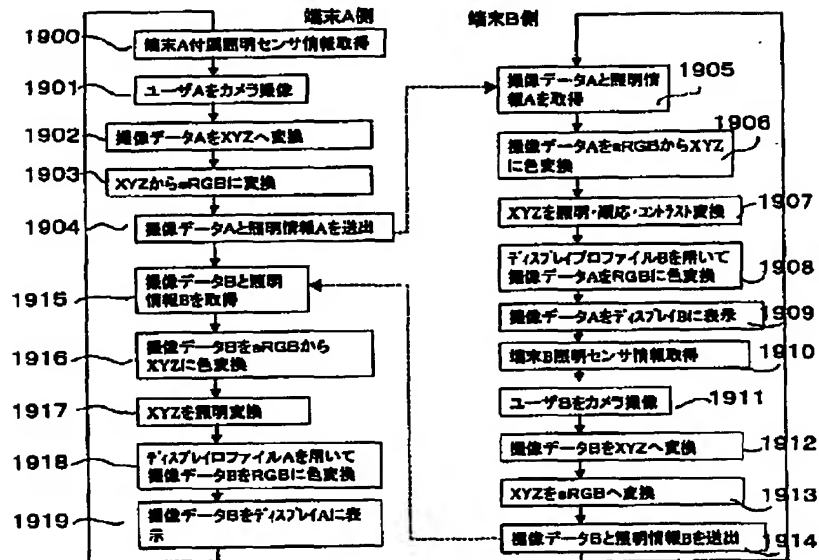 端末A側
1900
端末A付属照明センサ情報取得
1901
ユーザAをカメラ撮像
1902
撮像データAをXYZへ変換
1903
XYZからsRGBに変換
1904
撮像データAと照明情報Aを送出
1915
撮像データBと照明
情報Bを取得
1916
撮像データBをsRGBから
XYZに色変換
1917
XYZを照明変換
1918
ディスプレイロファイルAを用いて
撮像データBをRGBに色変換
1919
撮像データBをディスプレイAに表
示
端末B側
撮像データAと照明情
報Aを取得
1905
撮像データAをsRGBからXYZ
に色変換
1906
XYZを照明・順応・コントラスト変換
1907
ディスプレイプロファイルBを用いて
撮像データAをRGBに色変換
1908
撮像データAをディスプレイBに表示
1909
端末B照明センサ情報取得
1910
ユーザBをカメラ撮像
1911
撮像データBをXYZへ変換
1912
XYZをsRGBへ変換
1913
撮像データBと照明情報Bを送出
1914